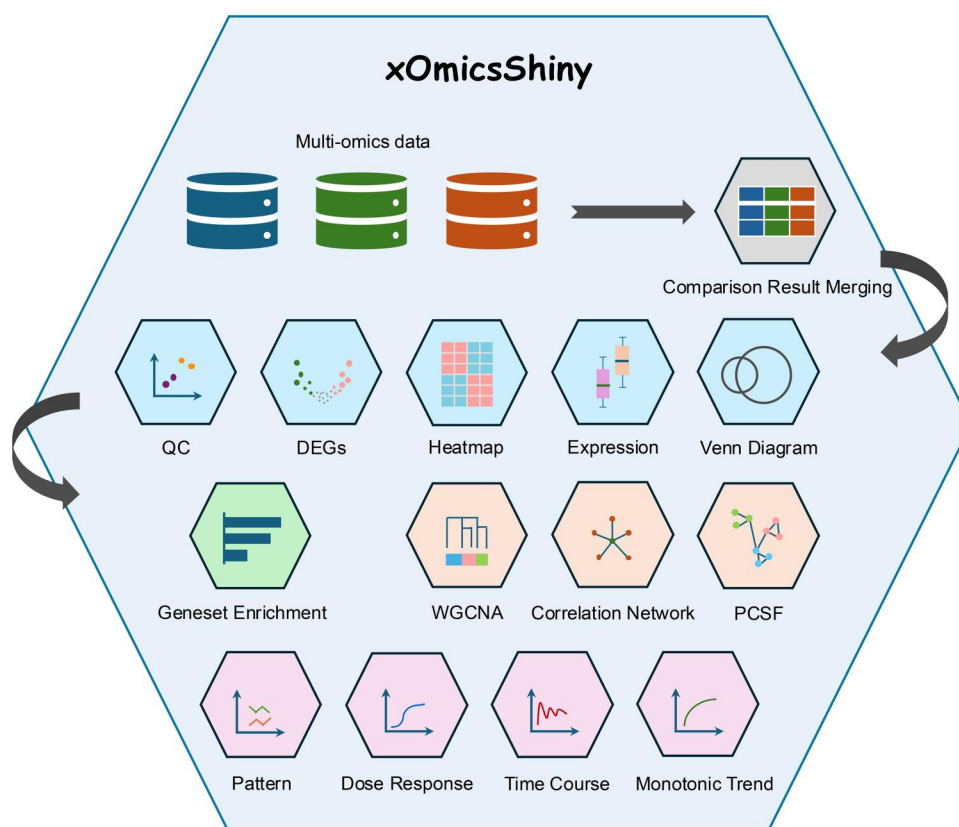 xOmicsShiny
Multi-omics data
Comparison Result Merging
QC
DEGs
Heatmap
Expression
Venn Diagram
Geneset Enrichment
WGCNA
Correlation Network
PCSF
Pattern
Dose Response
Time Course
Monotonic Trend